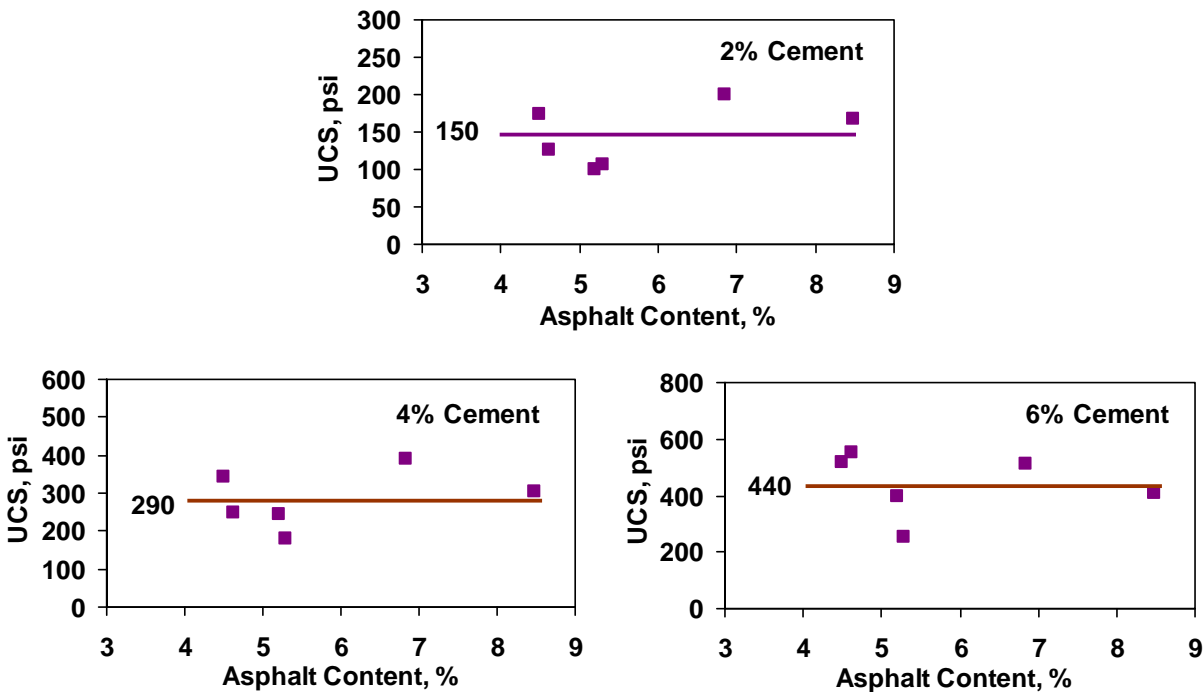 300
250
200
150
100
50
0
UCS, psi
2% Cement
150
3 4 5 6 7 8 9
Asphalt Content, %
600
500
400
300
200
100
0
UCS, psi
4% Cement
290
3 4 5 6 7 8 9
Asphalt Content, %
800
600
400
200
0
UCS, psi
6% Cement
440
3 4 5 6 7 8 9
Asphalt Content, %